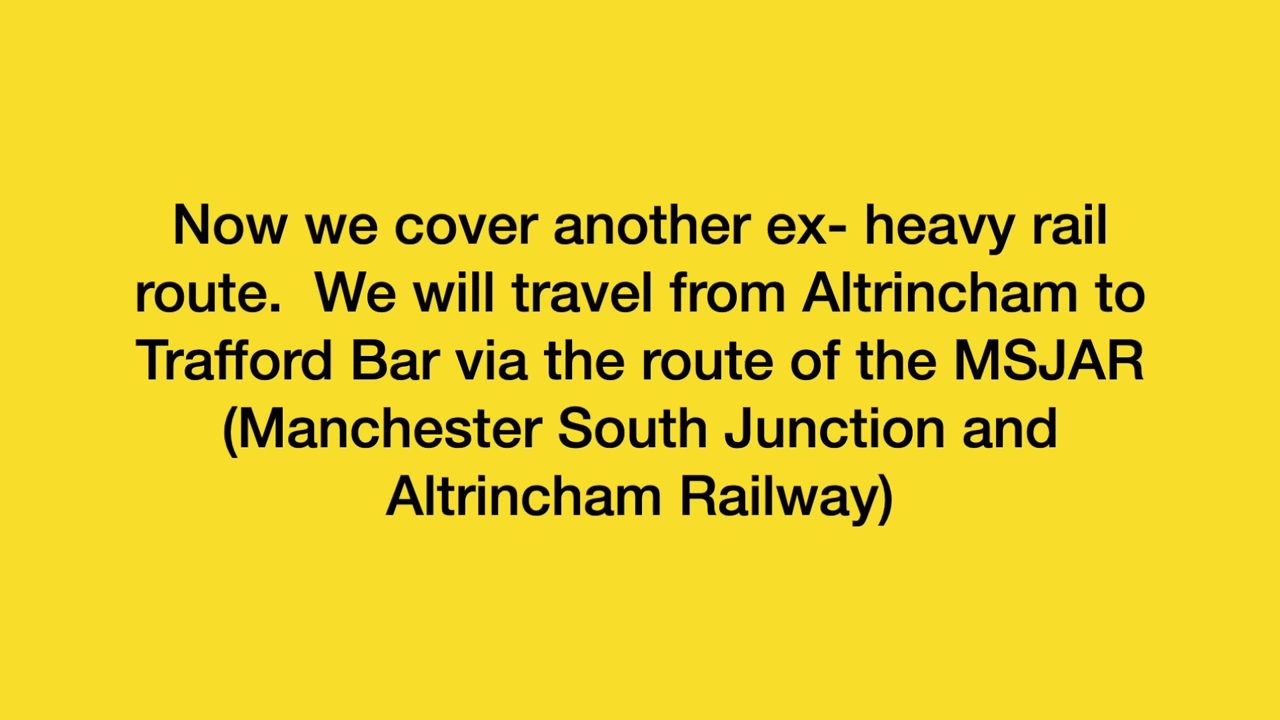 Now we cover another ex- heavy rail
route.  We will travel from Altrincham to
Trafford Bar via the route of the MSJAR
(Manchester South Junction and
Altrincham Railway)